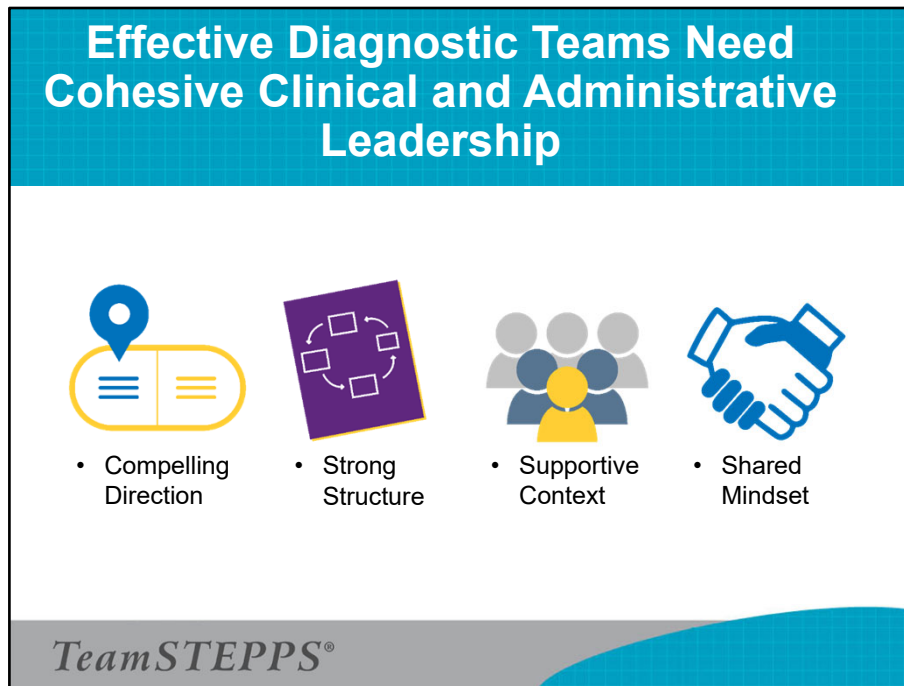 Effective Diagnostic Teams Need
Cohesive Clinical and Administrative
Leadership
• Compelling
Direction
• Strong
Structure
• Supportive
Context
• Shared
Mindset
TeamSTEPPS®